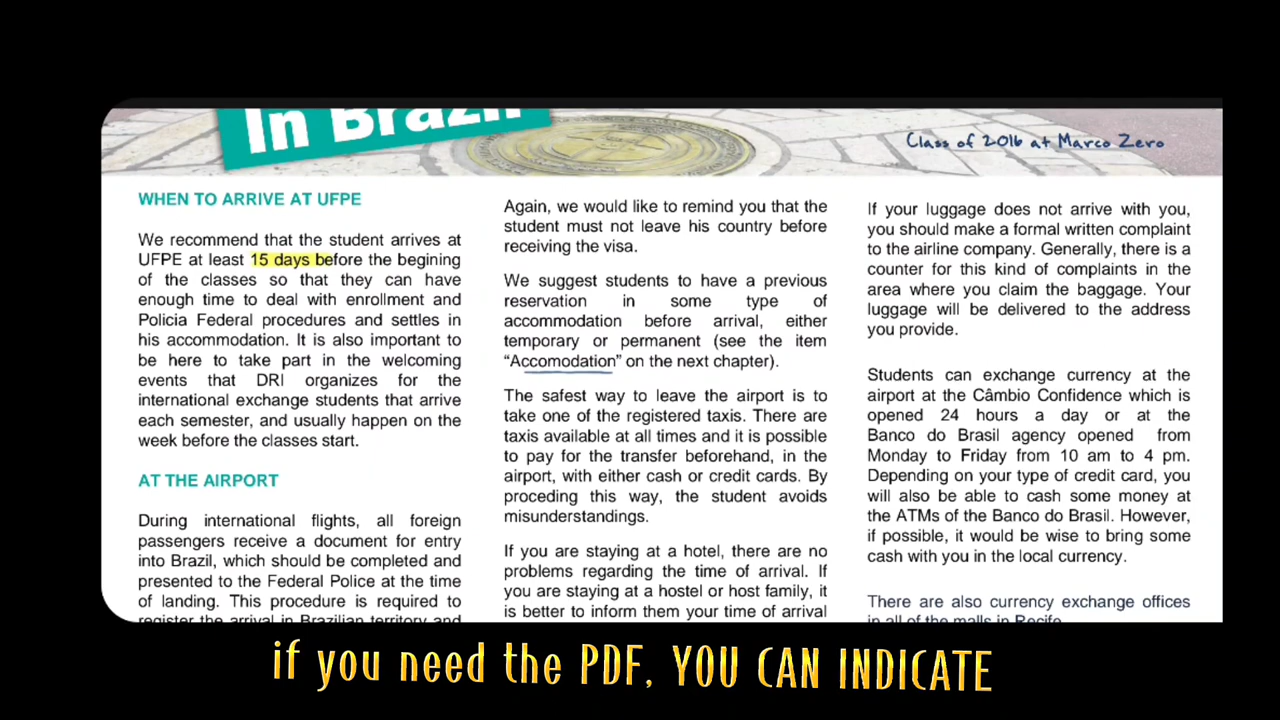 In Brazil
Class of 2016 at Marco Zero
WHEN TO ARRIVE AT UFPE
We recommend that the student arrives at
UFPE at least 15 days before the begining
of the classes so that they can have
enough time to deal with enrollment and
Policia Federal procedures and settles in
his accommodation. It is also important to
be here to take part in the welcoming
events that DRI organizes for the
international exchange students that arrive
each semester, and usually happen on the
week before the classes start.
AT THE AIRPORT
During international flights, all foreign
passengers receive a document for entry
into Brazil, which should be completed and
presented to the Federal Police at the time
of landing. This procedure is required to
register the arrival in Brazilian territory and
Again, we would like to remind you that the
student must not leave his country before
receiving the visa.
We suggest students to have a previous
reservation in some type of
accommodation before arrival, either
temporary or permanent (see the item
“Accomodation” on the next chapter).
The safest way to leave the airport is to
take one of the registered taxis. There are
taxis available at all times and it is possible
to pay for the transfer beforehand, in the
airport, with either cash or credit cards. By
proceding this way, the student avoids
misunderstandings.
If you are staying at a hotel, there are no
problems regarding the time of arrival. If
you are staying at a hostel or host family, it
is better to inform them your time of arrival
If your luggage does not arrive with you,
you should make a formal written complaint
to the airline company. Generally, there is a
counter for this kind of complaints in the
area where you claim the baggage. Your
luggage will be delivered to the address
you provide.
Students can exchange currency at the
airport at the Câmbio Confidence which is
opened 24 hours a day or at the
Banco do Brasil agency opened from
Monday to Friday from 10 am to 4 pm.
Depending on your type of credit card, you
will also be able to cash some money at
the ATMs of the Banco do Brasil. However,
if possible, it would be wise to bring some
cash with you in the local currency.
There are also currency exchange offices
in all of the malls in Recife.
if you need the PDF, YOU CAN INDICATE